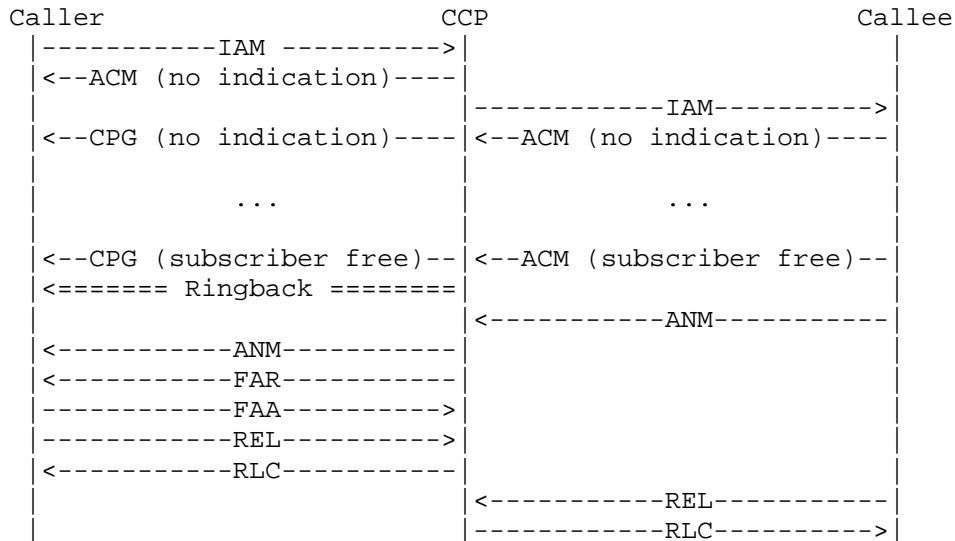 Caller                            CCP                               Callee
  |-----------IAM ----------->|                                 |
  |<--ACM (no indication)----|                                 |
  |                                 |------------IAM---------->|
  |<--CPG (no indication)----|<--ACM (no indication)----|
  |                                 |                                 |
  |               ...               |               ...               |
  |                                 |                                 |
  |<--CPG (subscriber free)--|<--ACM (subscriber free)--|
  |<======= Ringback ========|                                 |
  |                                 |<-----------ANM-----------|
  |<-----------ANM-----------|                                 |
  |<-----------FAR-----------|                                 |
  |------------FAA---------->|                                 |
  |------------REL---------->|                                 |
  |<-----------RLC-----------|                                 |
  |                                 |<-----------REL-----------|
  |                                 |------------RLC---------->|